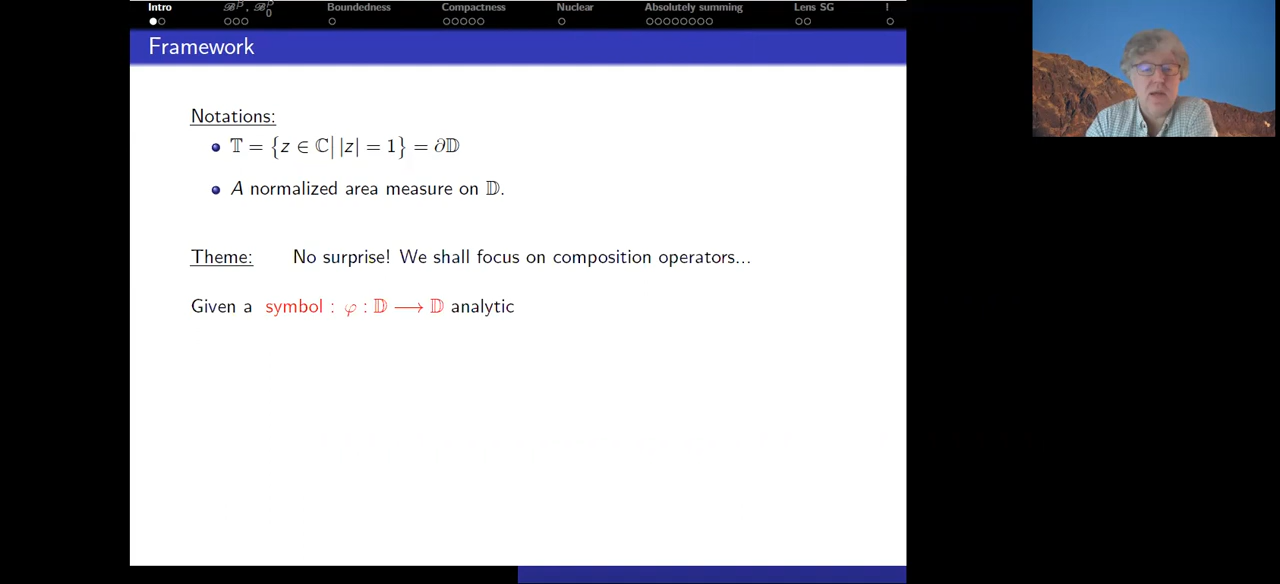 Intro ℬ^β, ℬ^β_0 Boundedness Compactness Nuclear Absolutely summing Lens SG !
Framework
Notations:
𝕋 = {z ∈ ℂ| |z| = 1} = ∂𝔻
A normalized area measure on 𝔻.
Theme: No surprise! We shall focus on composition operators...
Given a symbol : φ : 𝔻 ⟶ 𝔻 analytic